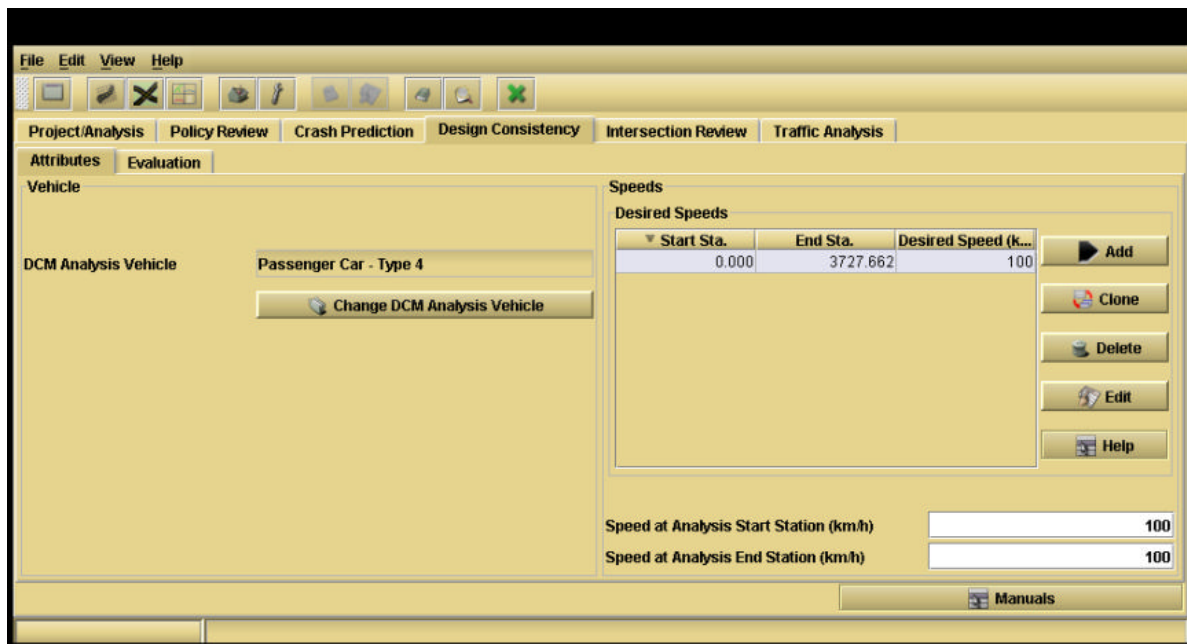 File Edit View Help
Project/Analysis Policy Review Crash Prediction Design Consistency Intersection Review Traffic Analysis
Attributes Evaluation
Vehicle
DCM Analysis Vehicle Passenger Car - Type 4
Change DCM Analysis Vehicle
Speeds
Desired Speeds
Start Sta. End Sta. Desired Speed (k...
0.000 3727.662 100
Add
Clone
Delete
Edit
Help
Speed at Analysis Start Station (km/h) 100
Speed at Analysis End Station (km/h) 100
Manuals